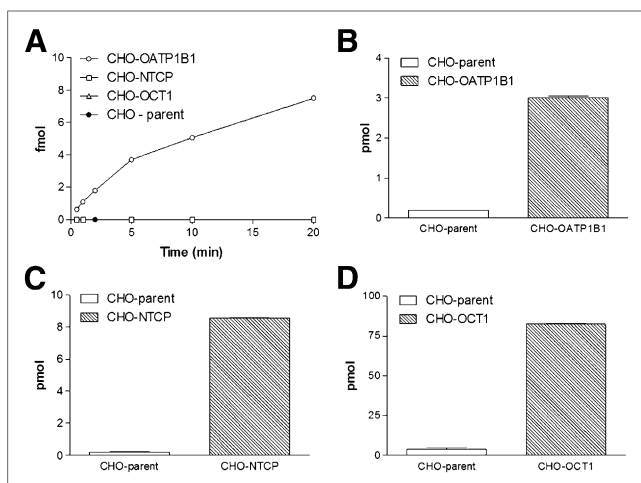 A
CHO-OATP1B1
CHO-NTCP
CHO-OCT1
CHO - parent
10
8
6
4
2
0
fmol
0
5
10
15
20
Time (min)
B
CHO-parent
CHO-OATP1B1
4
3
2
1
0
pmol
CHO-parent
CHO-OATP1B1
C
CHO-parent
CHO-NTCP
10
8
6
4
2
0
pmol
CHO-parent
CHO-NTCP
D
CHO-parent
CHO-OCT1
100
75
50
25
0
pmol
CHO-parent
CHO-OCT1